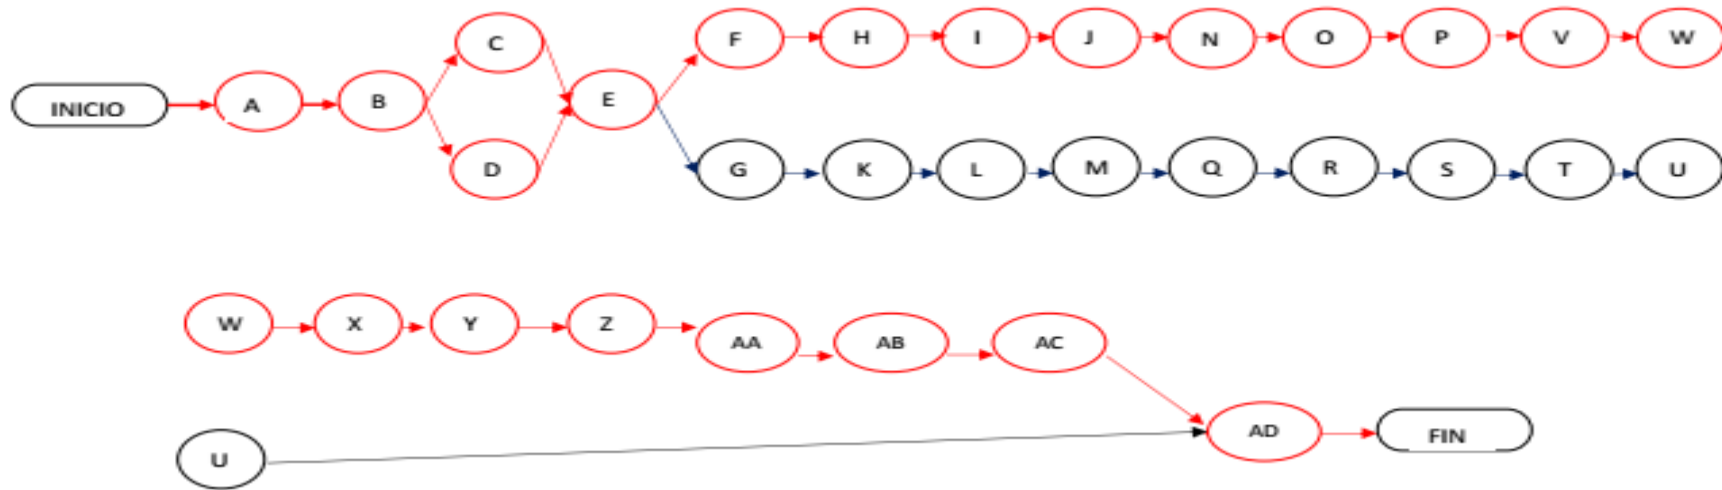 C F H I J N O P V W
INICIO A B E
D G K L M Q R S T U
W X Y Z AA AB AC
U AD FIN